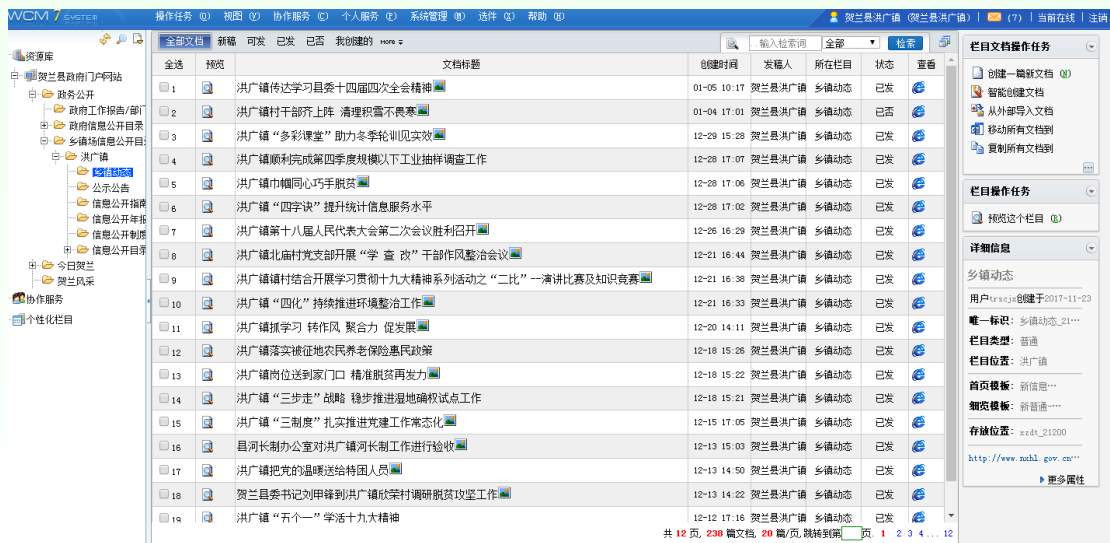 WCM 7 SYSTEM 操作任务 (O) 视图 (V) 协作服务 (C) 个人服务 (P) 系统管理 (M) 选件 (Z) 帮助 (H) 贺兰县洪广镇 (贺兰县洪广镇) | (7) | 当前在线 | 注销
资源库
贺兰县政府门户网站
政务公开
政府工作报告/部门
政府信息公开目录
乡镇场信息公开目录
洪广镇
乡镇动态
公示公告
信息公开指南
信息公开年报
信息公开制度
信息公开目录
今日贺兰
贺兰风采
协作服务
个性化栏目
全部文档 新稿 可发 已发 已否 我创建的 more 输入检索词 全部 检索
全选 预览 文档标题 创建时间 发稿人 所在栏目 状态 查看
1 洪广镇传达学习县委十四届四次全会精神 01-05 10:17 贺兰县洪广镇 乡镇动态 已发
2 洪广镇村干部齐上阵 清理积雪不畏寒 01-04 17:01 贺兰县洪广镇 乡镇动态 已否
3 洪广镇“多彩课堂”助力冬季轮训见实效 12-29 15:28 贺兰县洪广镇 乡镇动态 已发
4 洪广镇顺利完成第四季度规模以下工业抽样调查工作 12-28 17:07 贺兰县洪广镇 乡镇动态 已发
5 洪广镇巾帼同心巧手脱贫 12-28 17:06 贺兰县洪广镇 乡镇动态 已发
6 洪广镇“四字诀”提升统计信息服务水平 12-28 17:02 贺兰县洪广镇 乡镇动态 已发
7 洪广镇第十八届人民代表大会第二次会议胜利召开 12-26 16:29 贺兰县洪广镇 乡镇动态 已发
8 洪广镇北庙村党支部开展“学 查 改”干部作风整治会议 12-21 16:44 贺兰县洪广镇 乡镇动态 已发
9 洪广镇镇村结合开展学习贯彻十九大精神系列活动之“二比”--演讲比赛及知识竞赛 12-21 16:38 贺兰县洪广镇 乡镇动态 已发
10 洪广镇“四化”持续推进环境整治工作 12-21 16:33 贺兰县洪广镇 乡镇动态 已发
11 洪广镇抓学习 转作风 聚合力 促发展 12-20 14:11 贺兰县洪广镇 乡镇动态 已发
12 洪广镇落实被征地农民养老保险惠民政策 12-18 15:26 贺兰县洪广镇 乡镇动态 已发
13 洪广镇岗位送到家门口 精准脱贫再发力 12-18 15:22 贺兰县洪广镇 乡镇动态 已发
14 洪广镇“三步走”战略 稳步推进湿地确权试点工作 12-18 15:21 贺兰县洪广镇 乡镇动态 已发
15 洪广镇“三制度”扎实推进党建工作常态化 12-15 17:05 贺兰县洪广镇 乡镇动态 已发
16 县河长制办公室对洪广镇河长制工作进行验收 12-13 15:03 贺兰县洪广镇 乡镇动态 已发
17 洪广镇把党的温暖送给特困人员 12-13 14:50 贺兰县洪广镇 乡镇动态 已发
18 贺兰县委书记刘甲锋到洪广镇欣荣村调研脱贫攻坚工作 12-13 14:22 贺兰县洪广镇 乡镇动态 已发
19 洪广镇“五个一”学活十九大精神 12-12 17:16 贺兰县洪广镇 乡镇动态 已发
共 12 页, 238 篇文档, 20 篇/页, 跳转到第 页. 1 2 3 4 ... 12
栏目文档操作任务
创建一篇新文档 (N)
智能创建文档
从外部导入文档
移动所有文档到
复制所有文档到
栏目操作任务
预览这个栏目 (R)
详细信息
乡镇动态
用户trscjx创建于2017-11-23
唯一标识: 乡镇动态_21…
栏目类型: 普通
栏目位置: 洪广镇
首页模板: 新信息…
细览模板: 新普通-…
存放位置: xzdt_21200
http://www.nxhl.gov.cn…
更多属性